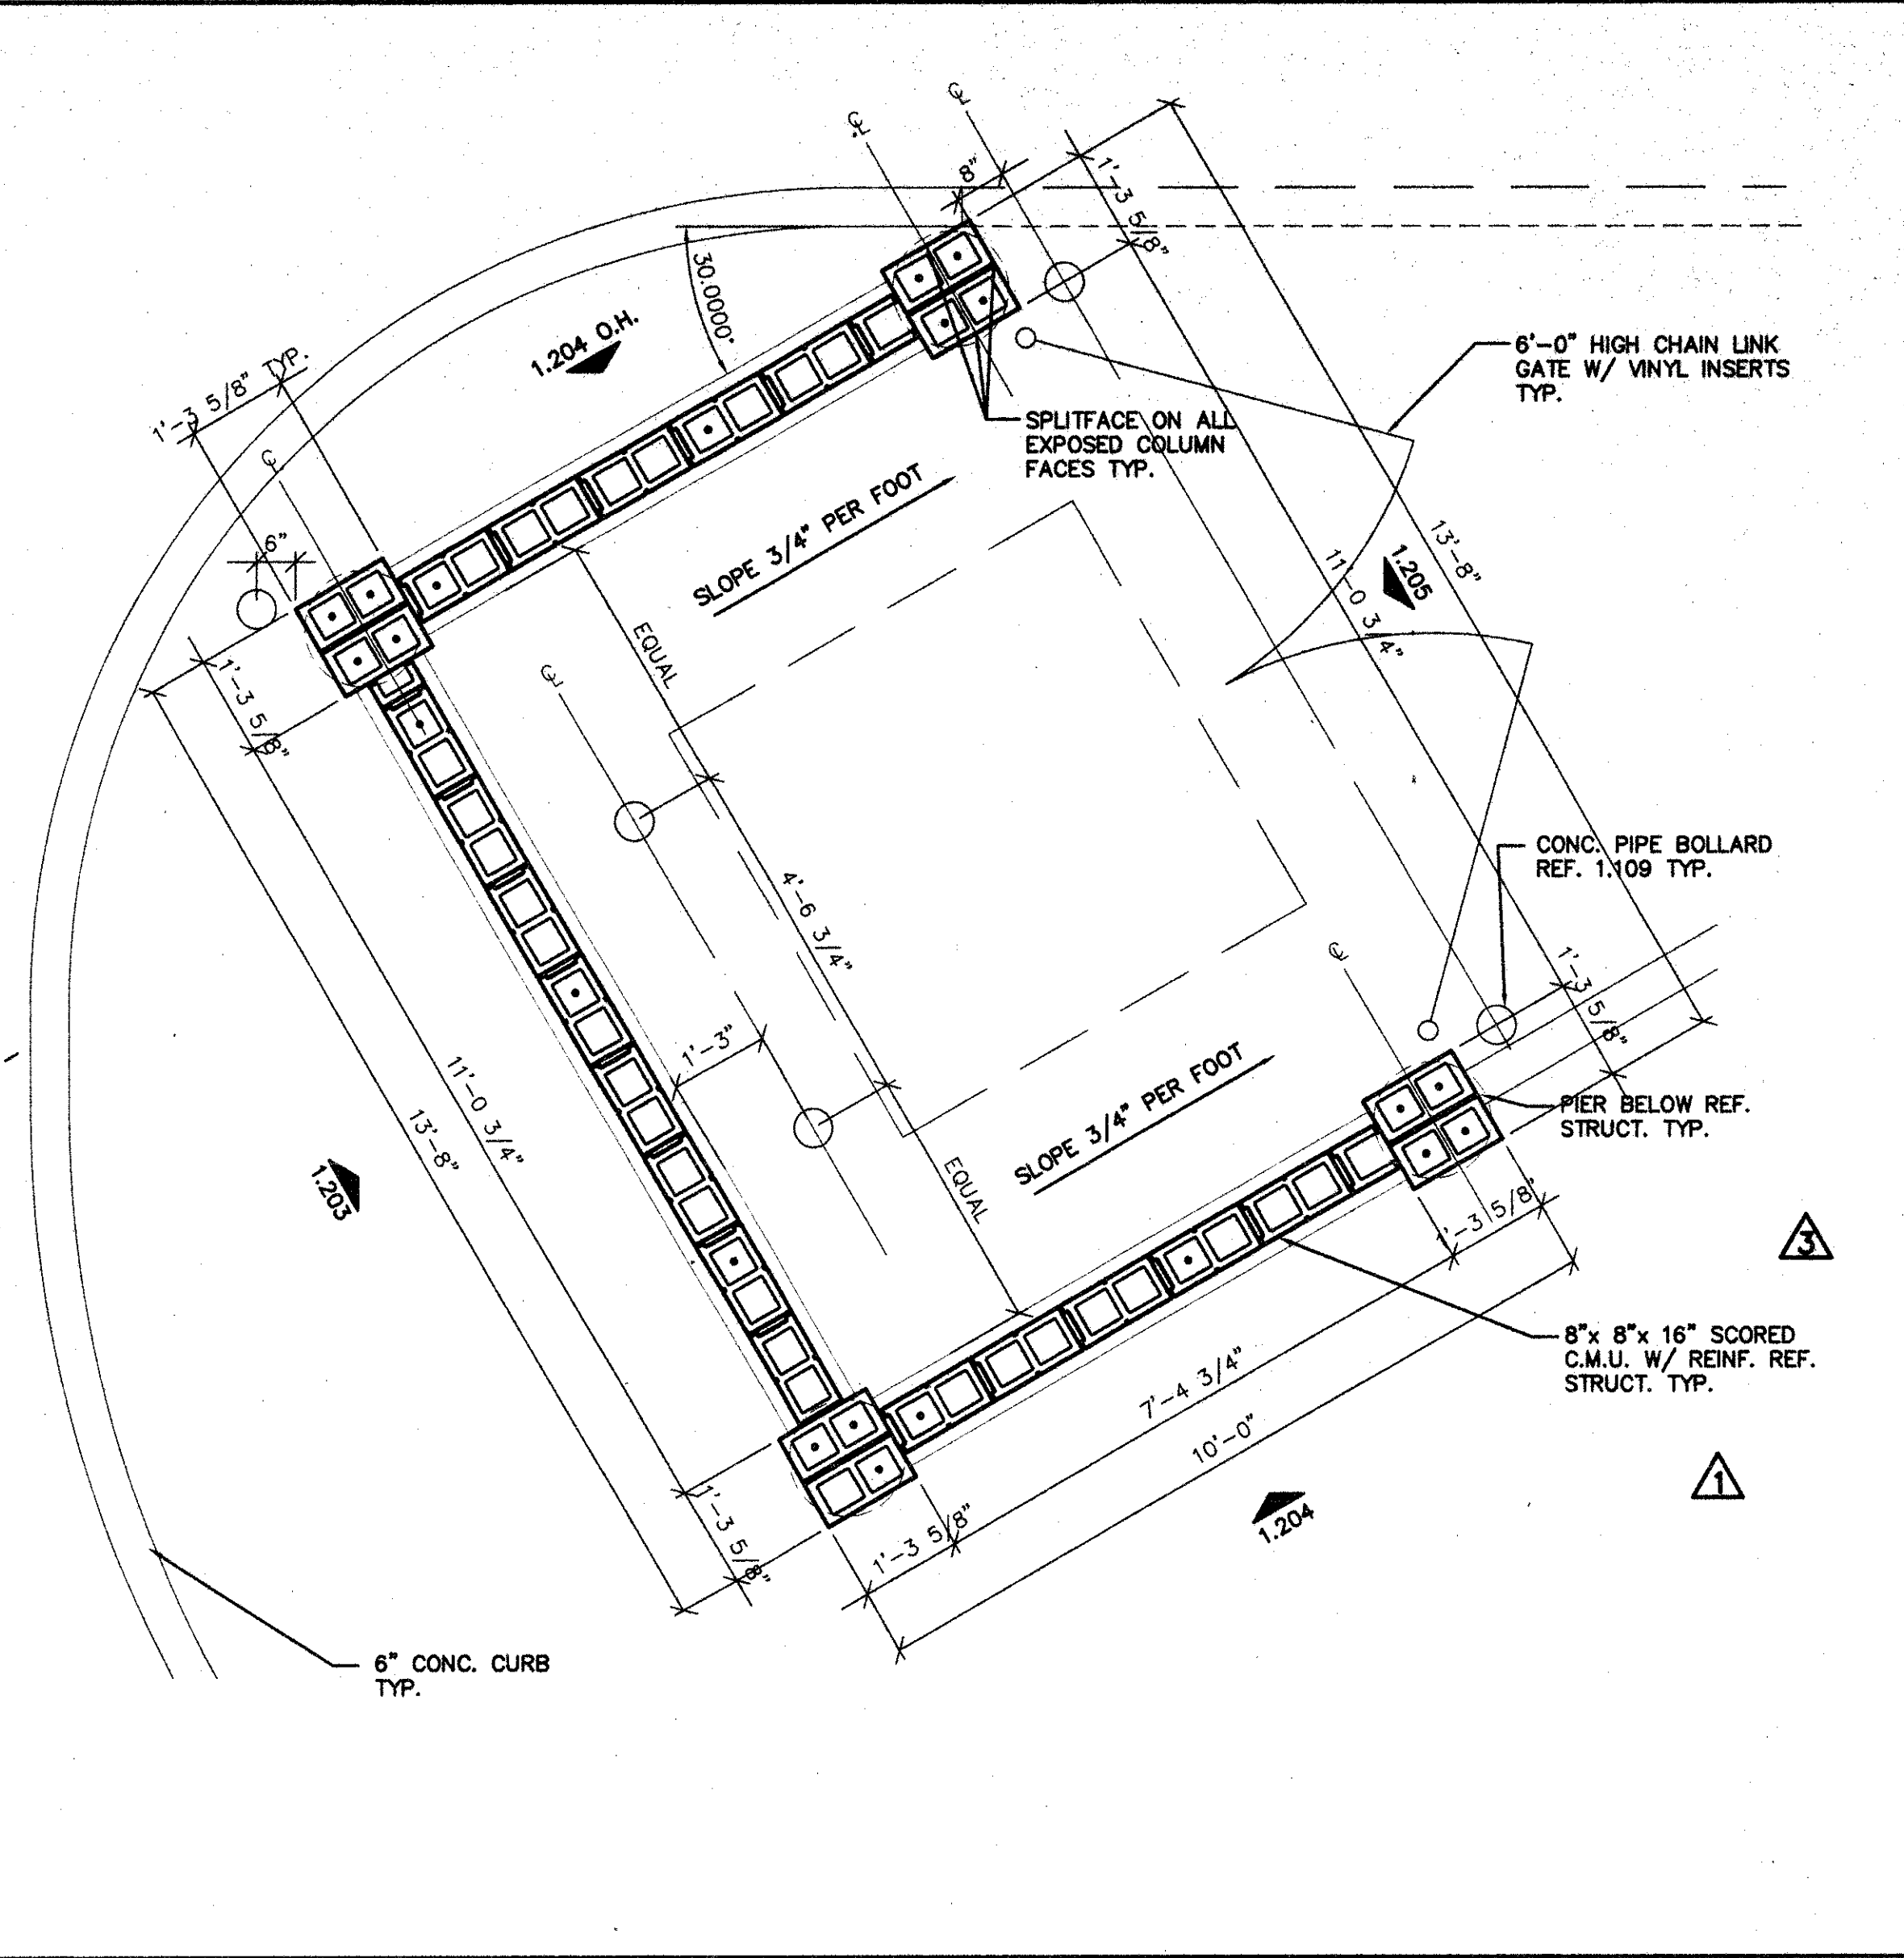 8"
1'-3 5/8"
30.0000°
1.204 O.H.
1'-3 5/8" TYP.
6"
6'-0" HIGH CHAIN LINK
GATE W/ VINYL INSERTS
TYP.
SPLITFACE ON ALL
EXPOSED COLUMN
FACES TYP.
SLOPE 3/4" PER FOOT
13'-8"
11'-0 3/4"
1.205
EQUAL
1'-3 5/8"
CONC. PIPE BOLLARD
REF. 1.109 TYP.
4'-6 3/4"
1'-3"
1'-3 5/8"
11'-0 3/4"
13'-8"
SLOPE 3/4" PER FOOT
PIER BELOW REF.
STRUCT. TYP.
1.203
EQUAL
1'-3 5/8'
3
8"x 8"x 16" SCORED
C.M.U. W/ REINF. REF.
STRUCT. TYP.
7'-4 3/4"
10'-0"
1
1.204
1'-3 5/8"
1'-3 5/8"
6" CONC. CURB
TYP.